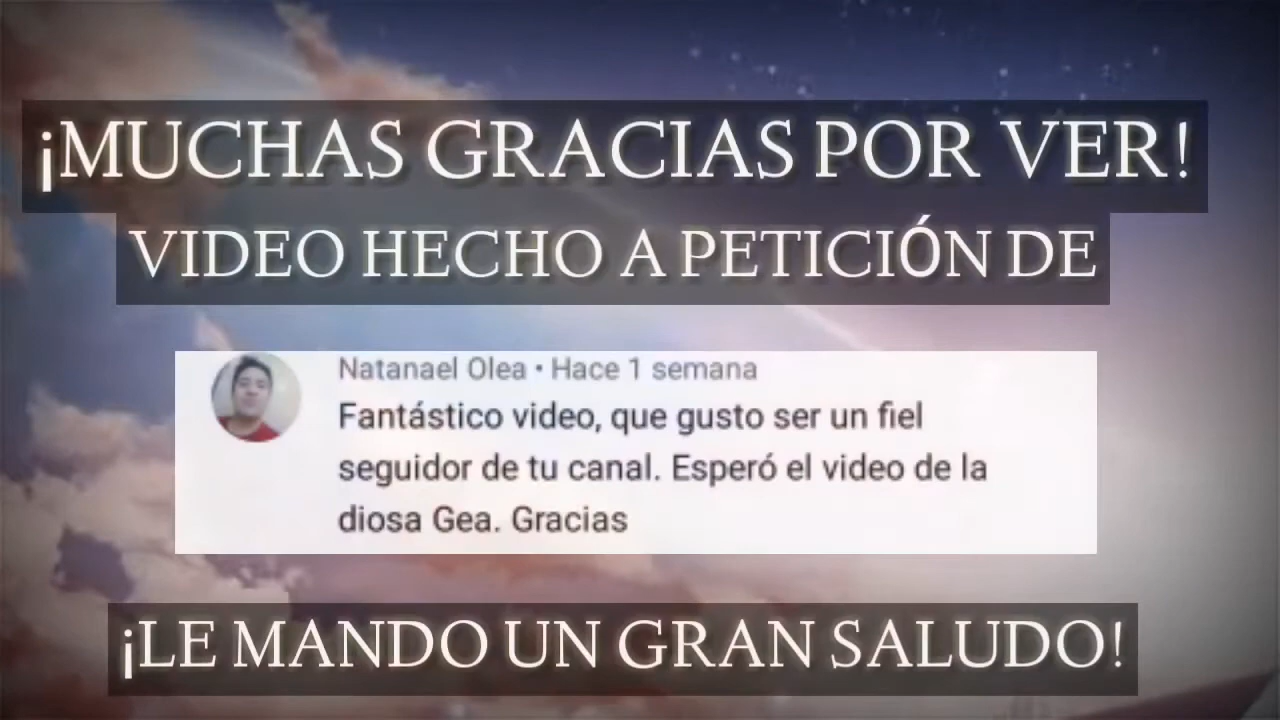 ¡MUCHAS GRACIAS POR VER!
VIDEO HECHO A PETICIÓN DE
Natanael Olea • Hace 1 semana
Fantástico video, que gusto ser un fiel
seguidor de tu canal. Esperó el video de la
diosa Gea. Gracias
¡LE MANDO UN GRAN SALUDO!